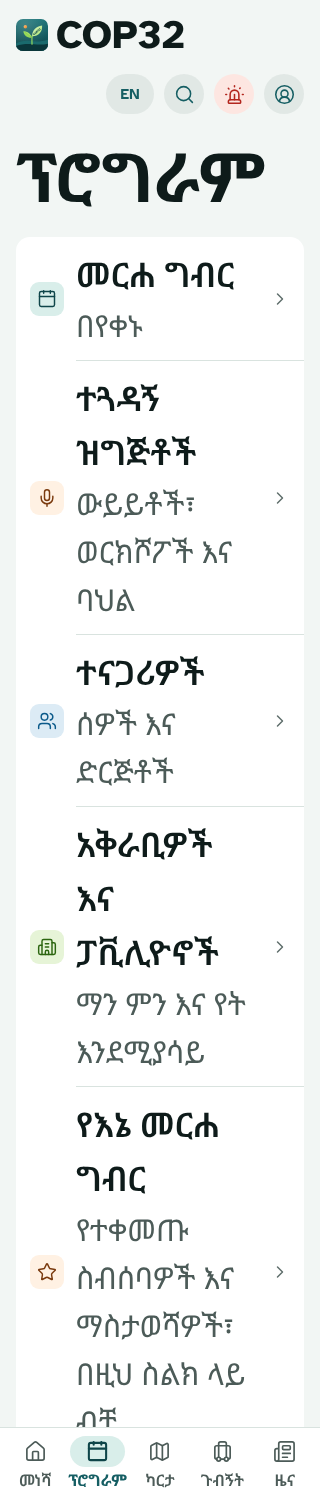 COP32
EN
ፕሮግራም
መርሐ ግብር
በየቀኑ
ተጓዳኝ
ዝግጅቶች
ውይይቶች፣
ወርክሾፖች እና
ባህል
ተናጋሪዎች
ሰዎች እና
ድርጅቶች
አቅራቢዎች
እና
ፓቪሊዮኖች
ማን ምን እና የት
እንደሚያሳይ
የእኔ መርሐ
ግብር
የተቀመጡ
ስብሰባዎች እና
ማስታወሻዎች፣
በዚህ ስልክ ላይ
ብቻ
መነሻ ፕሮግራም ካርታ ጉብኝት ዜና